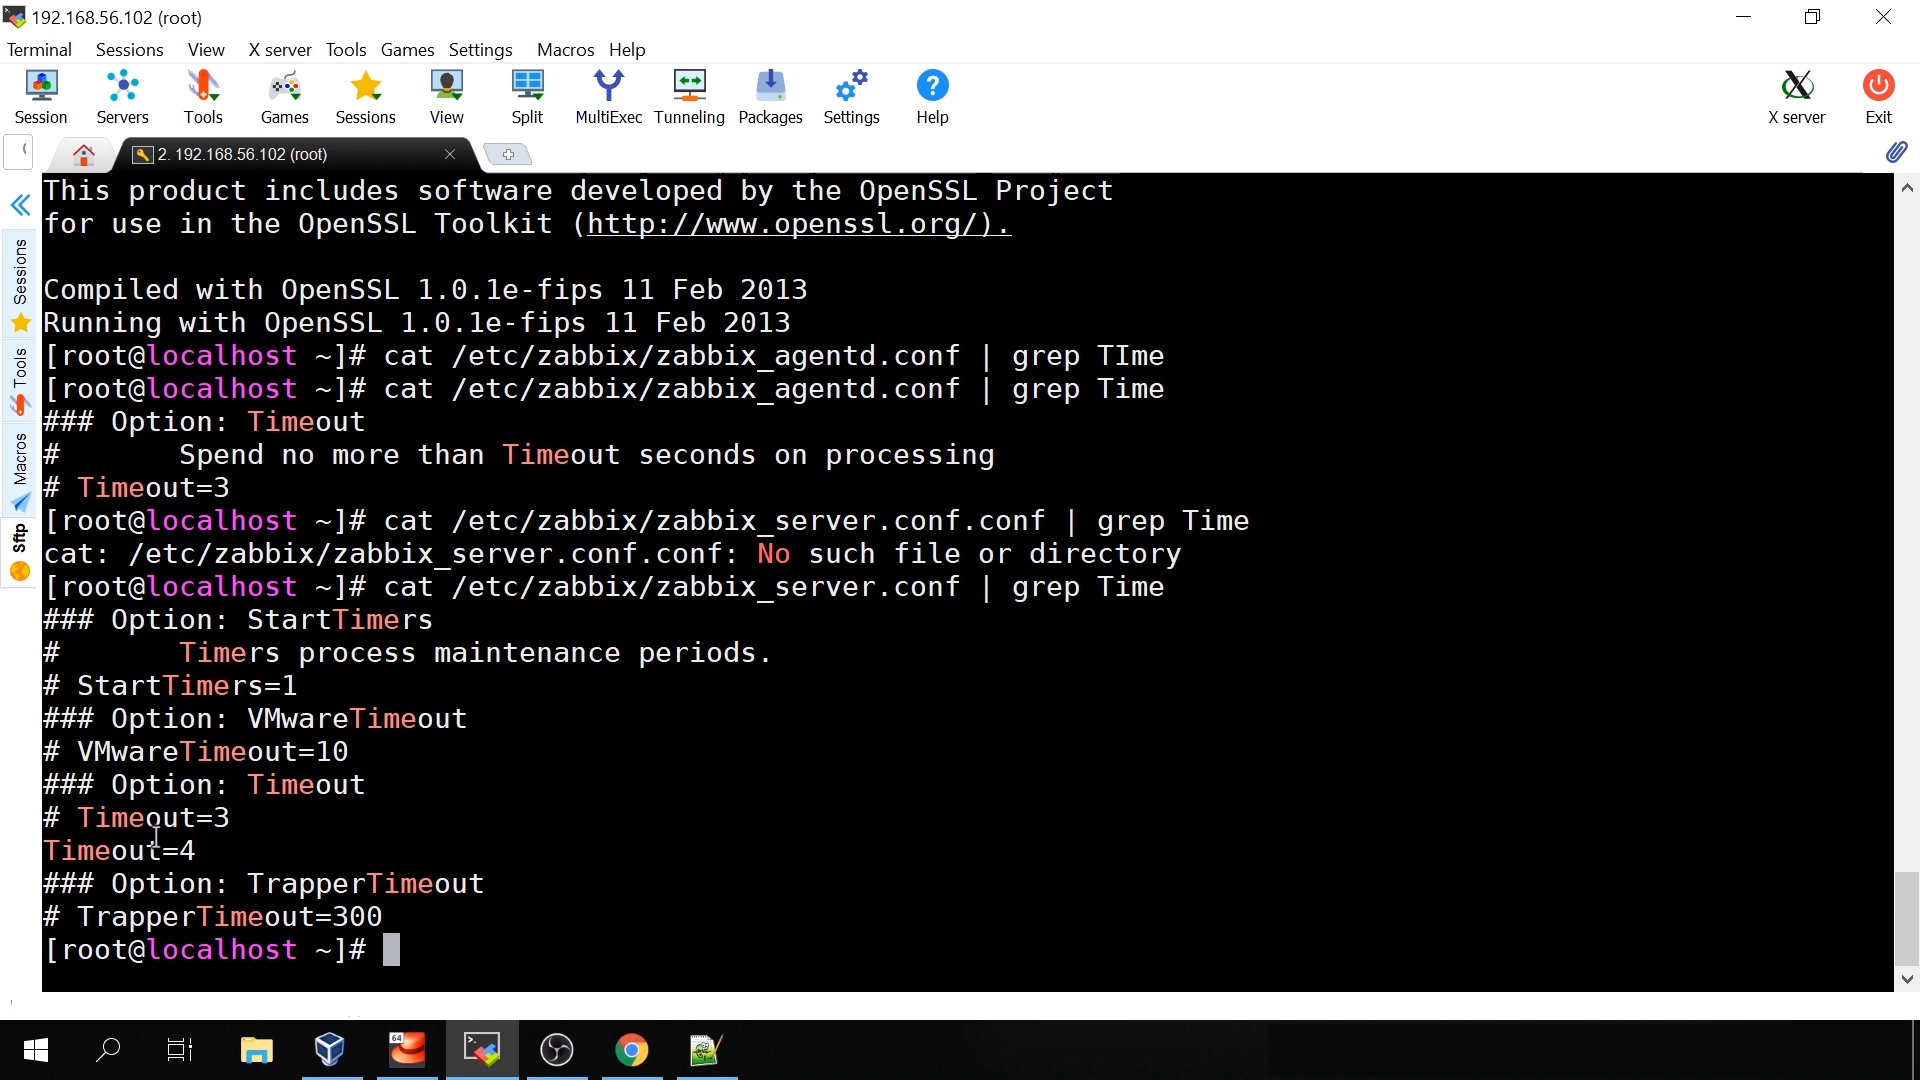 192.168.56.102 (root)
Terminal Sessions View X server Tools Games Settings Macros Help
Session Servers Tools Games Sessions View Split MultiExec Tunneling Packages Settings Help X server Exit
2. 192.168.56.102 (root)
Sessions
Tools
Macros
Sftp
This product includes software developed by the OpenSSL Project
for use in the OpenSSL Toolkit (http://www.openssl.org/).
Compiled with OpenSSL 1.0.1e-fips 11 Feb 2013
Running with OpenSSL 1.0.1e-fips 11 Feb 2013
[root@localhost ~]# cat /etc/zabbix/zabbix_agentd.conf | grep TIme
[root@localhost ~]# cat /etc/zabbix/zabbix_agentd.conf | grep Time
### Option: Timeout
#       Spend no more than Timeout seconds on processing
# Timeout=3
[root@localhost ~]# cat /etc/zabbix/zabbix_server.conf.conf | grep Time
cat: /etc/zabbix/zabbix_server.conf.conf: No such file or directory
[root@localhost ~]# cat /etc/zabbix/zabbix_server.conf | grep Time
### Option: StartTimers
#       Timers process maintenance periods.
# StartTimers=1
### Option: VMwareTimeout
# VMwareTimeout=10
### Option: Timeout
# Timeout=3
Timeout=4
### Option: TrapperTimeout
# TrapperTimeout=300
[root@localhost ~]#
64